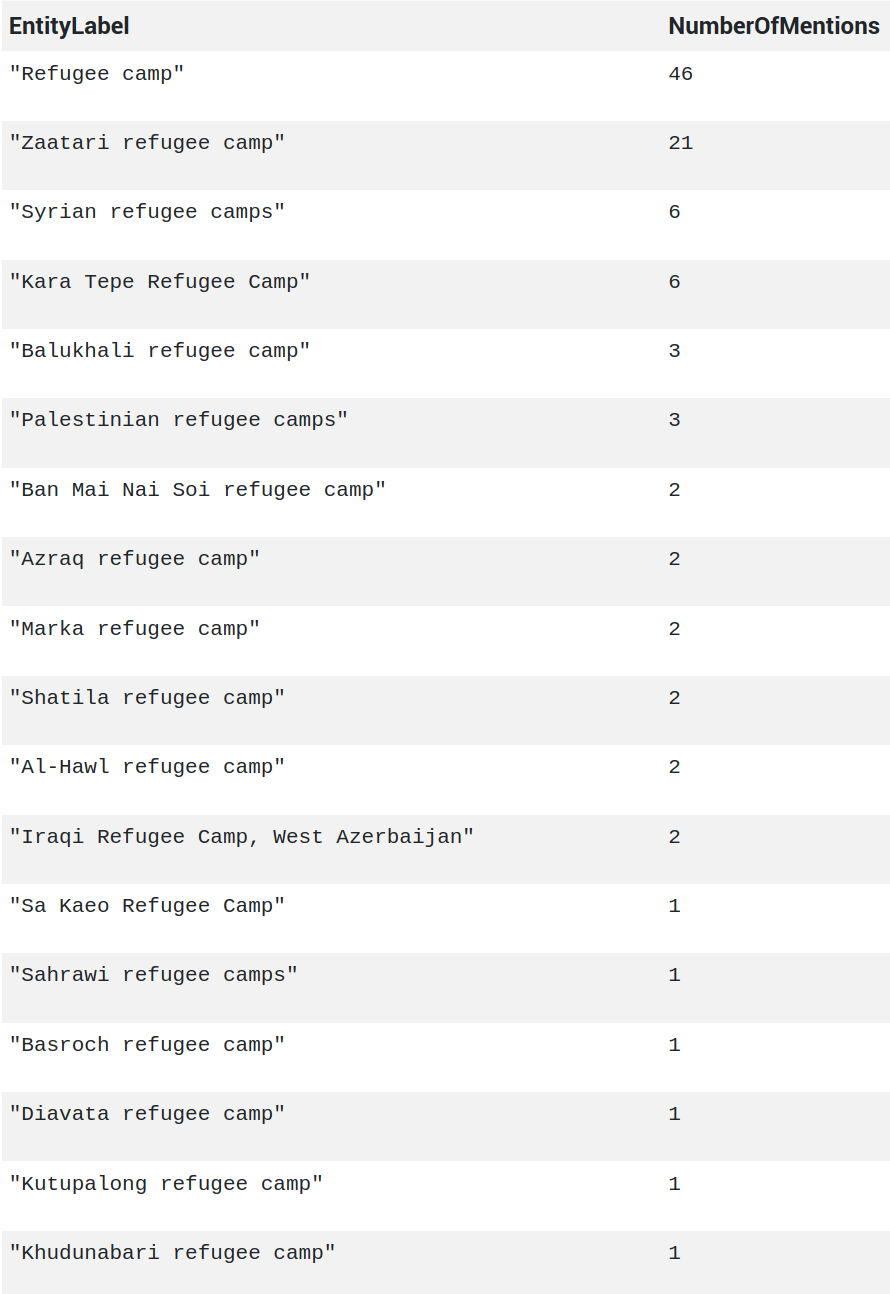 EntityLabel NumberOfMentions
"Refugee camp" 46
"Zaatari refugee camp" 21
"Syrian refugee camps" 6
"Kara Tepe Refugee Camp" 6
"Balukhali refugee camp" 3
"Palestinian refugee camps" 3
"Ban Mai Nai Soi refugee camp" 2
"Azraq refugee camp" 2
"Marka refugee camp" 2
"Shatila refugee camp" 2
"Al-Hawl refugee camp" 2
"Iraqi Refugee Camp, West Azerbaijan" 2
"Sa Kaeo Refugee Camp" 1
"Sahrawi refugee camps" 1
"Basroch refugee camp" 1
"Diavata refugee camp" 1
"Kutupalong refugee camp" 1
"Khudunabari refugee camp" 1